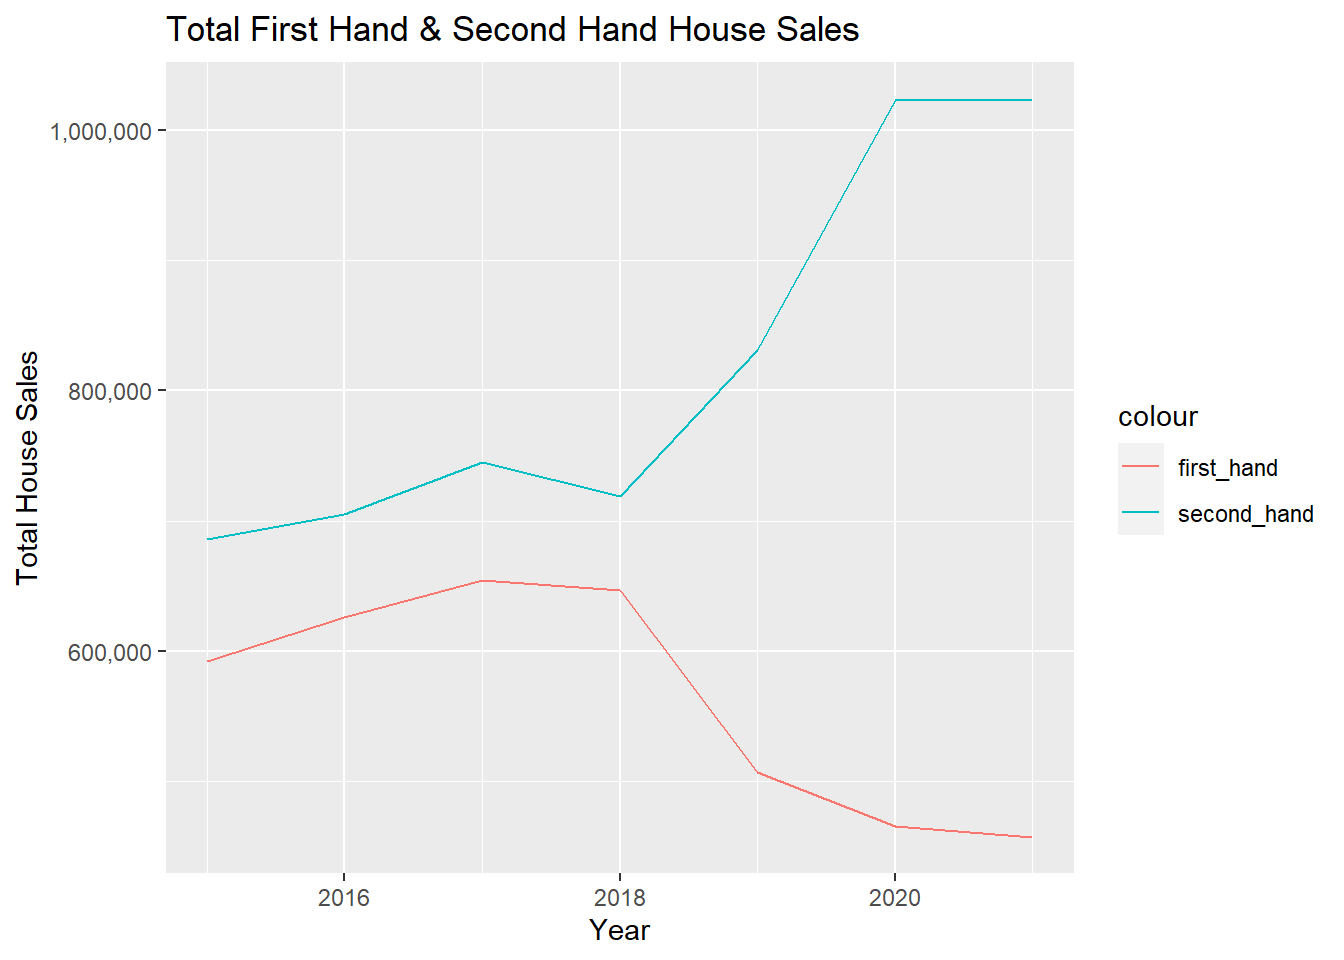 Total First Hand & Second Hand House Sales
Total House Sales
1,000,000
800,000
600,000
2016
2018
2020
Year
colour
first_hand
second_hand